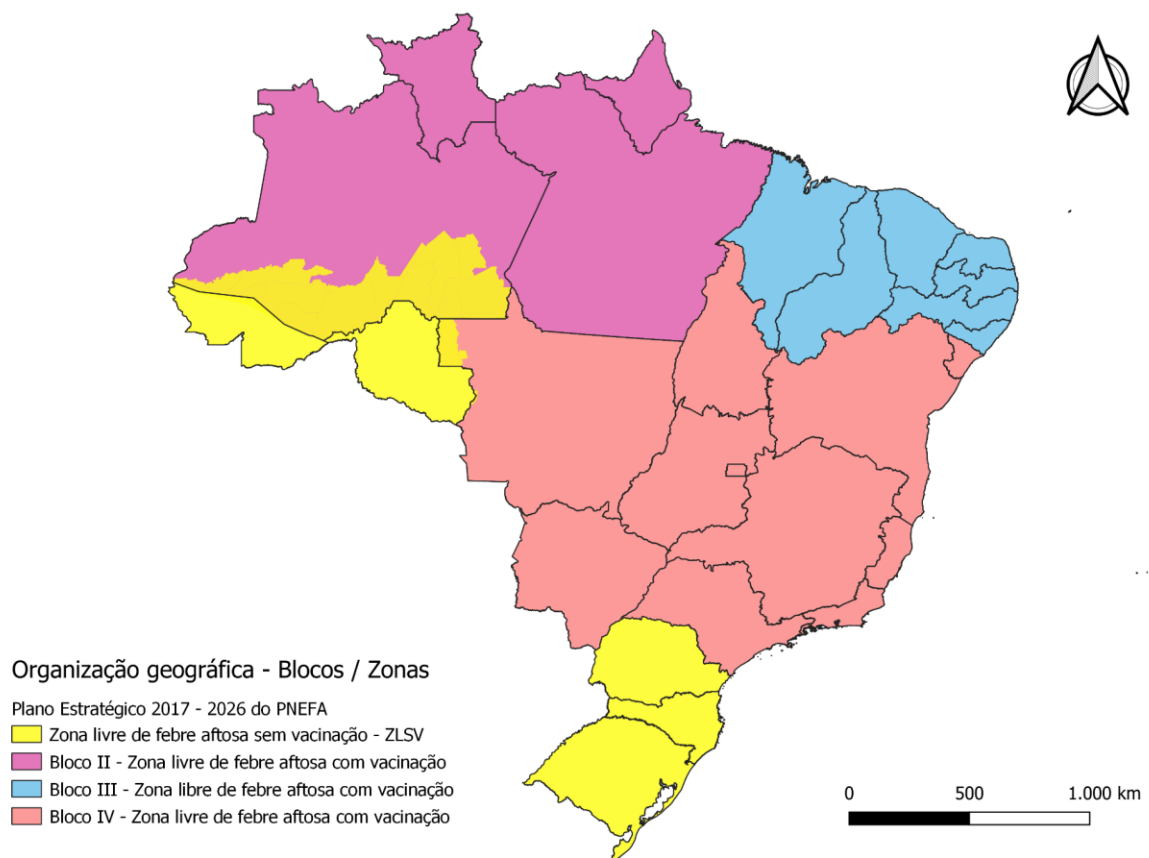 Organização geográfica - Blocos / Zonas
Plano Estratégico 2017 - 2026 do PNEFA
Zona livre de febre aftosa sem vacinação - ZLSV
Bloco II - Zona livre de febre aftosa com vacinação
Bloco III - Zona libre de febre aftosa com vacinação
Bloco IV - Zona livre de febre aftosa com vacinação
0 500 1.000 km